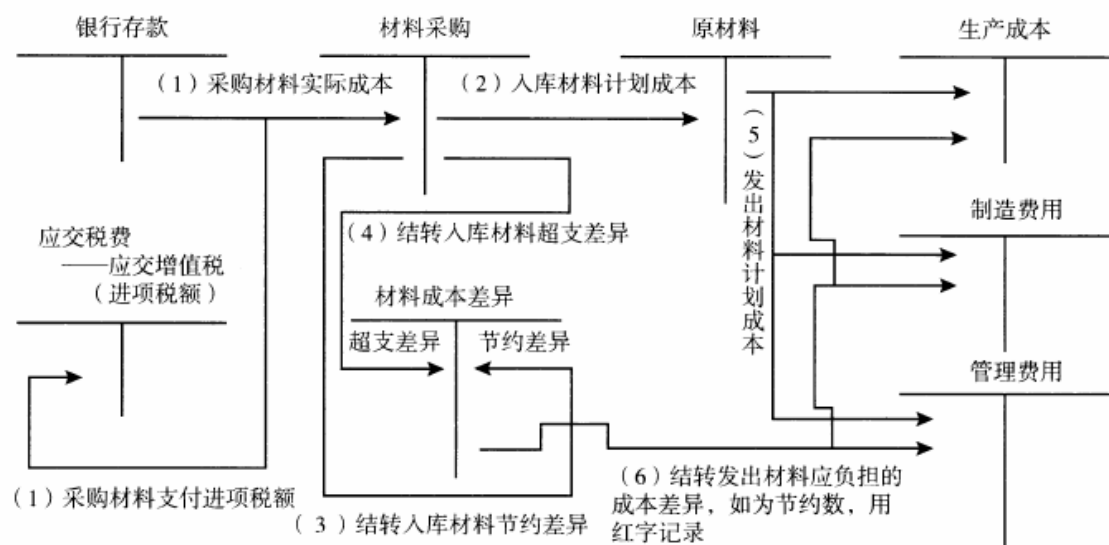 银行存款
材料采购
原材料
生产成本
（1）采购材料实际成本
（2）入库材料计划成本
（5）发出材料计划成本
制造费用
（4）结转入库材料超支差异
应交税费
——应交增值税
（进项税额）
材料成本差异
超支差异
节约差异
管理费用
（1）采购材料支付进项税额
（3）结转入库材料节约差异
（6）结转发出材料应负担的
成本差异，如为节约数，用
红字记录